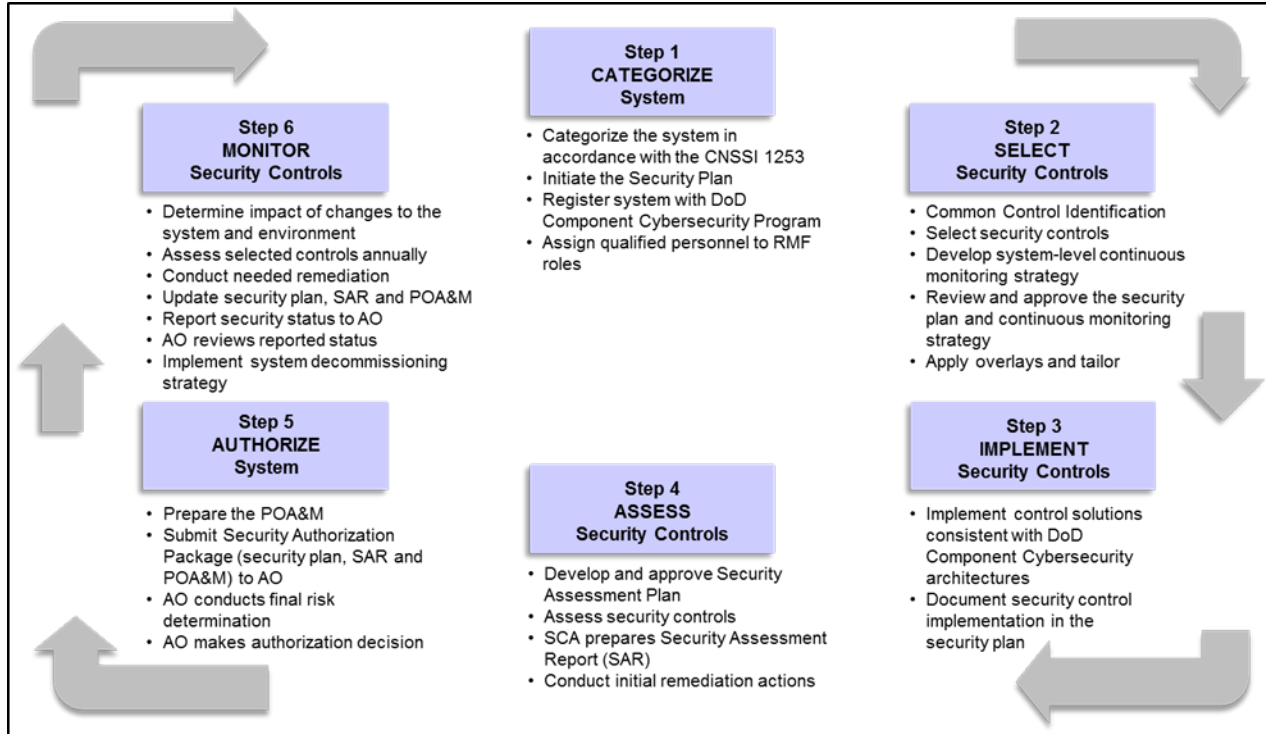 Step 1
CATEGORIZE
System
• Categorize the system in
accordance with the CNSSI 1253
• Initiate the Security Plan
• Register system with DoD
Component Cybersecurity Program
• Assign qualified personnel to RMF
roles
Step 2
SELECT
Security Controls
• Common Control Identification
• Select security controls
• Develop system-level continuous
monitoring strategy
• Review and approve the security
plan and continuous monitoring
strategy
• Apply overlays and tailor
Step 3
IMPLEMENT
Security Controls
• Implement control solutions
consistent with DoD
Component Cybersecurity
architectures
• Document security control
implementation in the
security plan
Step 4
ASSESS
Security Controls
• Develop and approve Security
Assessment Plan
• Assess security controls
• SCA prepares Security Assessment
Report (SAR)
• Conduct initial remediation actions
Step 5
AUTHORIZE
System
• Prepare the POA&M
• Submit Security Authorization
Package (security plan, SAR and
POA&M) to AO
• AO conducts final risk
determination
• AO makes authorization decision
Step 6
MONITOR
Security Controls
• Determine impact of changes to the
system and environment
• Assess selected controls annually
• Conduct needed remediation
• Update security plan, SAR and POA&M
• Report security status to AO
• AO reviews reported status
• Implement system decommissioning
strategy